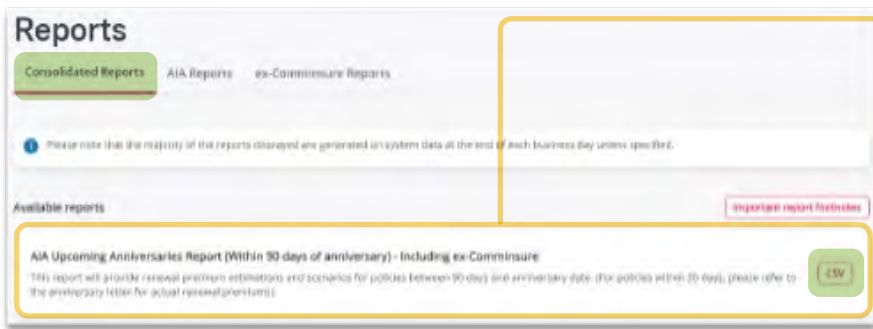 Reports
Consolidated Reports AIA Reports ex-Comminsure Reports
Please note that the majority of the reports displayed are generated on system data at the end of each business day unless specified.
Available reports Important report footnotes
AIA Upcoming Anniversaries Report (Within 90 days of anniversary) - Including ex-Comminsure
CSV
This report will provide renewal premium estimations and scenarios for policies between 90 days and anniversary date. (For policies within 30 days, please refer to
the anniversary letter for actual renewal premiums).